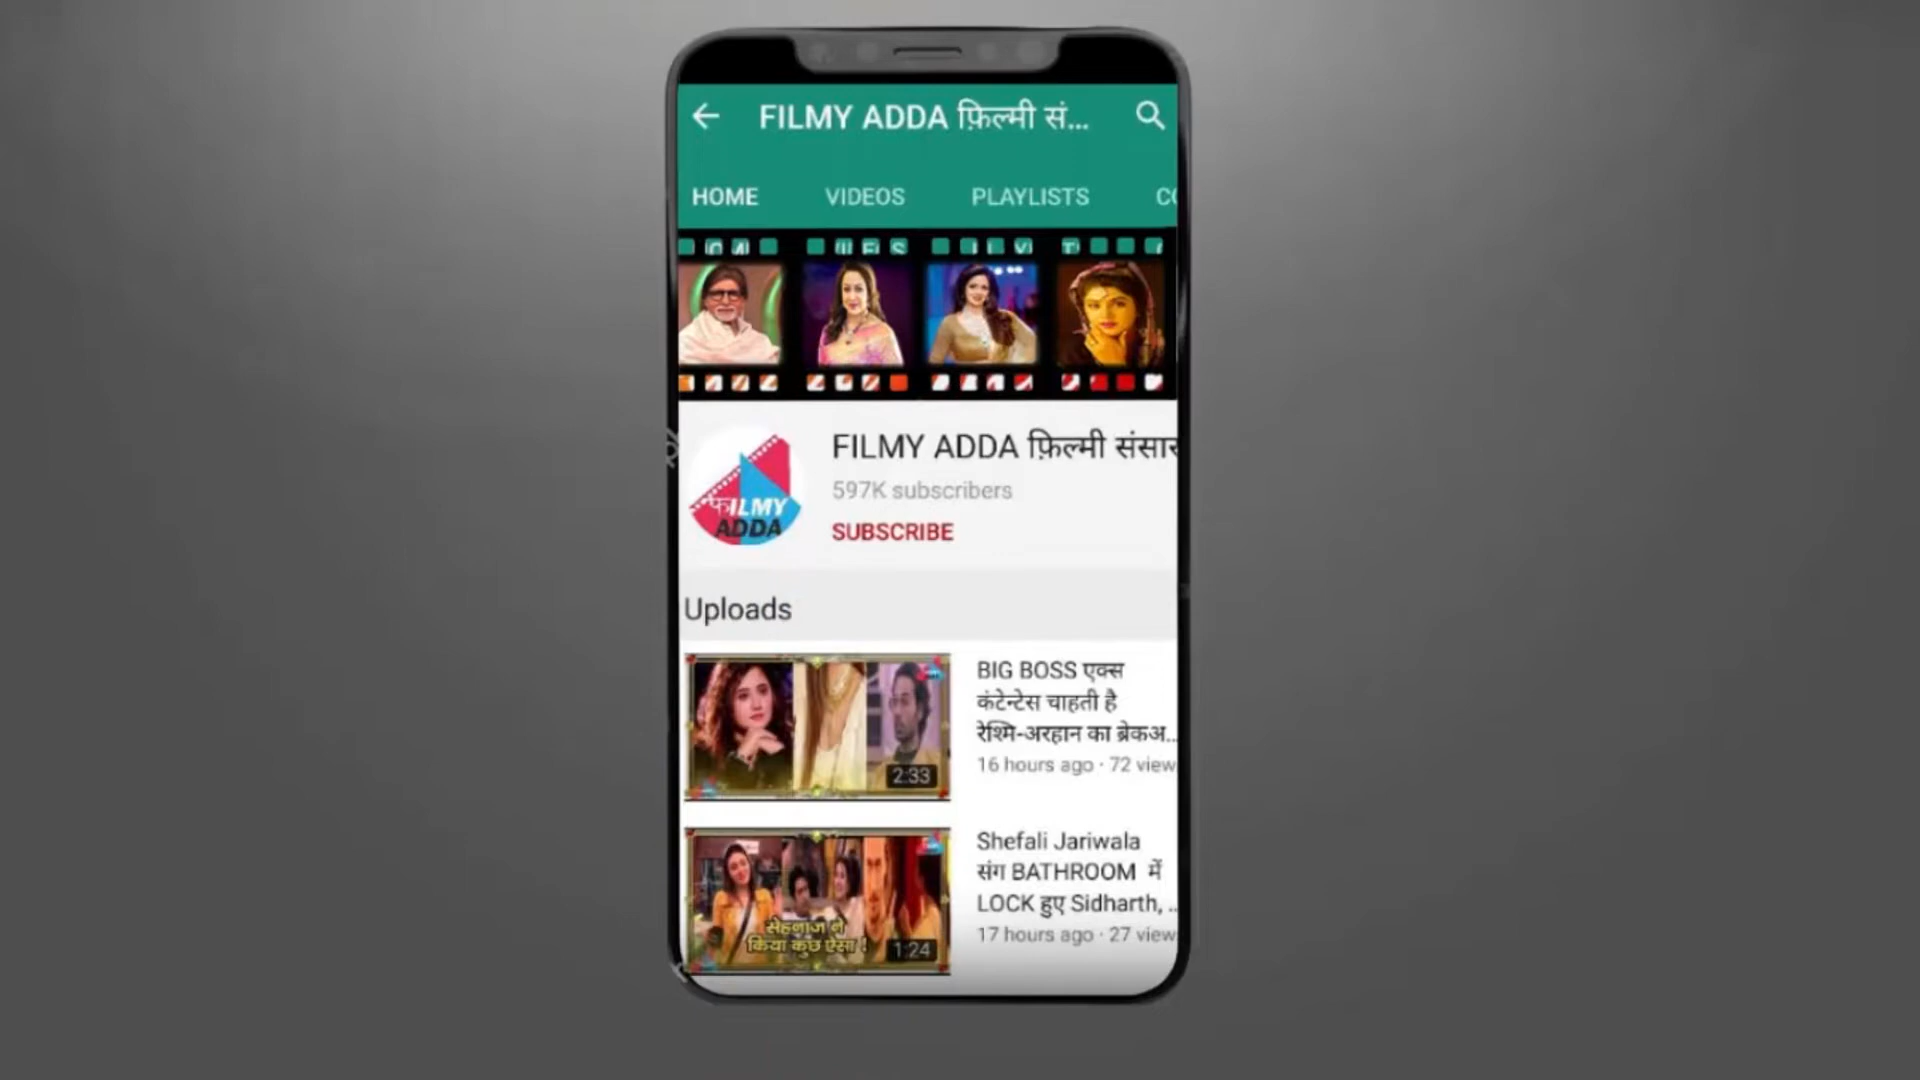 FILMY ADDA फ़िल्मी सं...
HOME VIDEOS PLAYLISTS
FILMY ADDA फ़िल्मी संसार
597K subscribers
SUBSCRIBE
फाILMY
ADDA
Uploads
BIG BOSS एक्स
कंटेन्टेस चाहती है
रेश्मि-अरहान का ब्रेकअ...
16 hours ago · 72 view
2:33
Shefali Jariwala
संग BATHROOM में
LOCK हुए Sidharth, ...
17 hours ago · 27 view
सेहनाज ने
किया कुछ ऐसा !
1:24